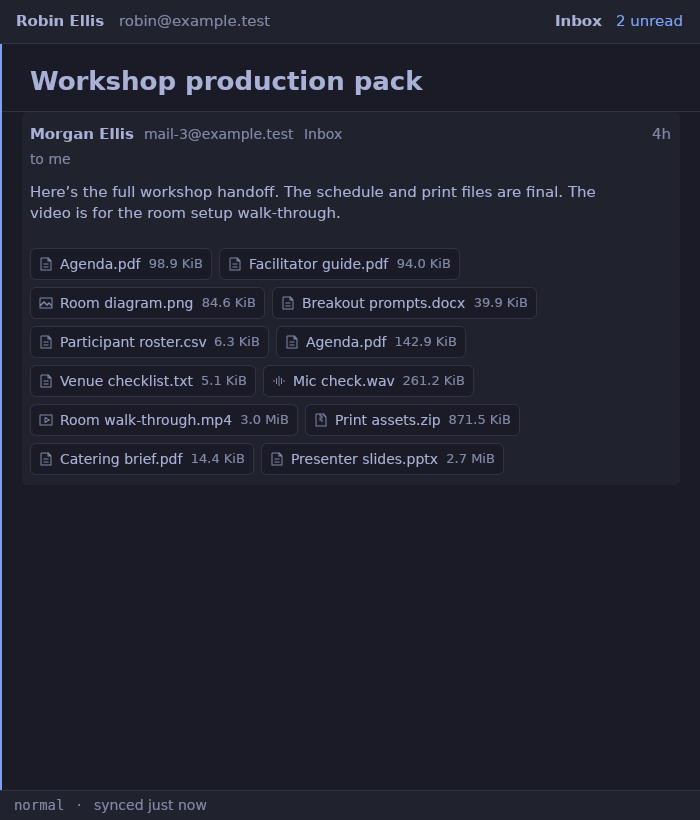 Robin Ellis robin@example.test Inbox 2 unread
Workshop production pack
Morgan Ellis mail-3@example.test Inbox 4h
to me
Here’s the full workshop handoff. The schedule and print files are final. The
video is for the room setup walk-through.
Agenda.pdf 98.9 KiB Facilitator guide.pdf 94.0 KiB
Room diagram.png 84.6 KiB Breakout prompts.docx 39.9 KiB
Participant roster.csv 6.3 KiB Agenda.pdf 142.9 KiB
Venue checklist.txt 5.1 KiB Mic check.wav 261.2 KiB
Room walk-through.mp4 3.0 MiB Print assets.zip 871.5 KiB
Catering brief.pdf 14.4 KiB Presenter slides.pptx 2.7 MiB
normal · synced just now